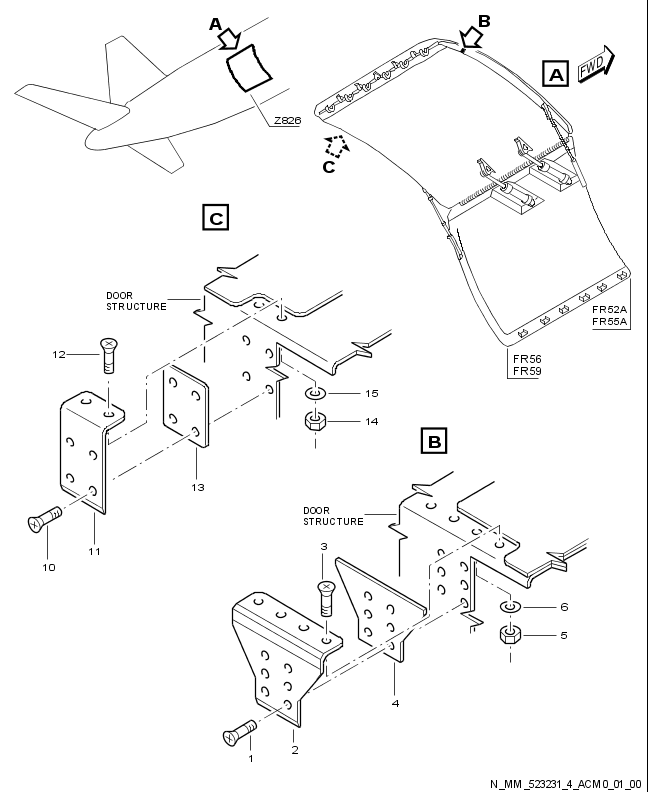 A
B
Z826
A
FWD
C
C
DOOR
STRUCTURE
FR52A
FR55A
FR56
FR59
12
15
14
B
13
10
11
DOOR
STRUCTURE
3
6
5
4
1
2
N_MM_523231_4_ACM0_01_00